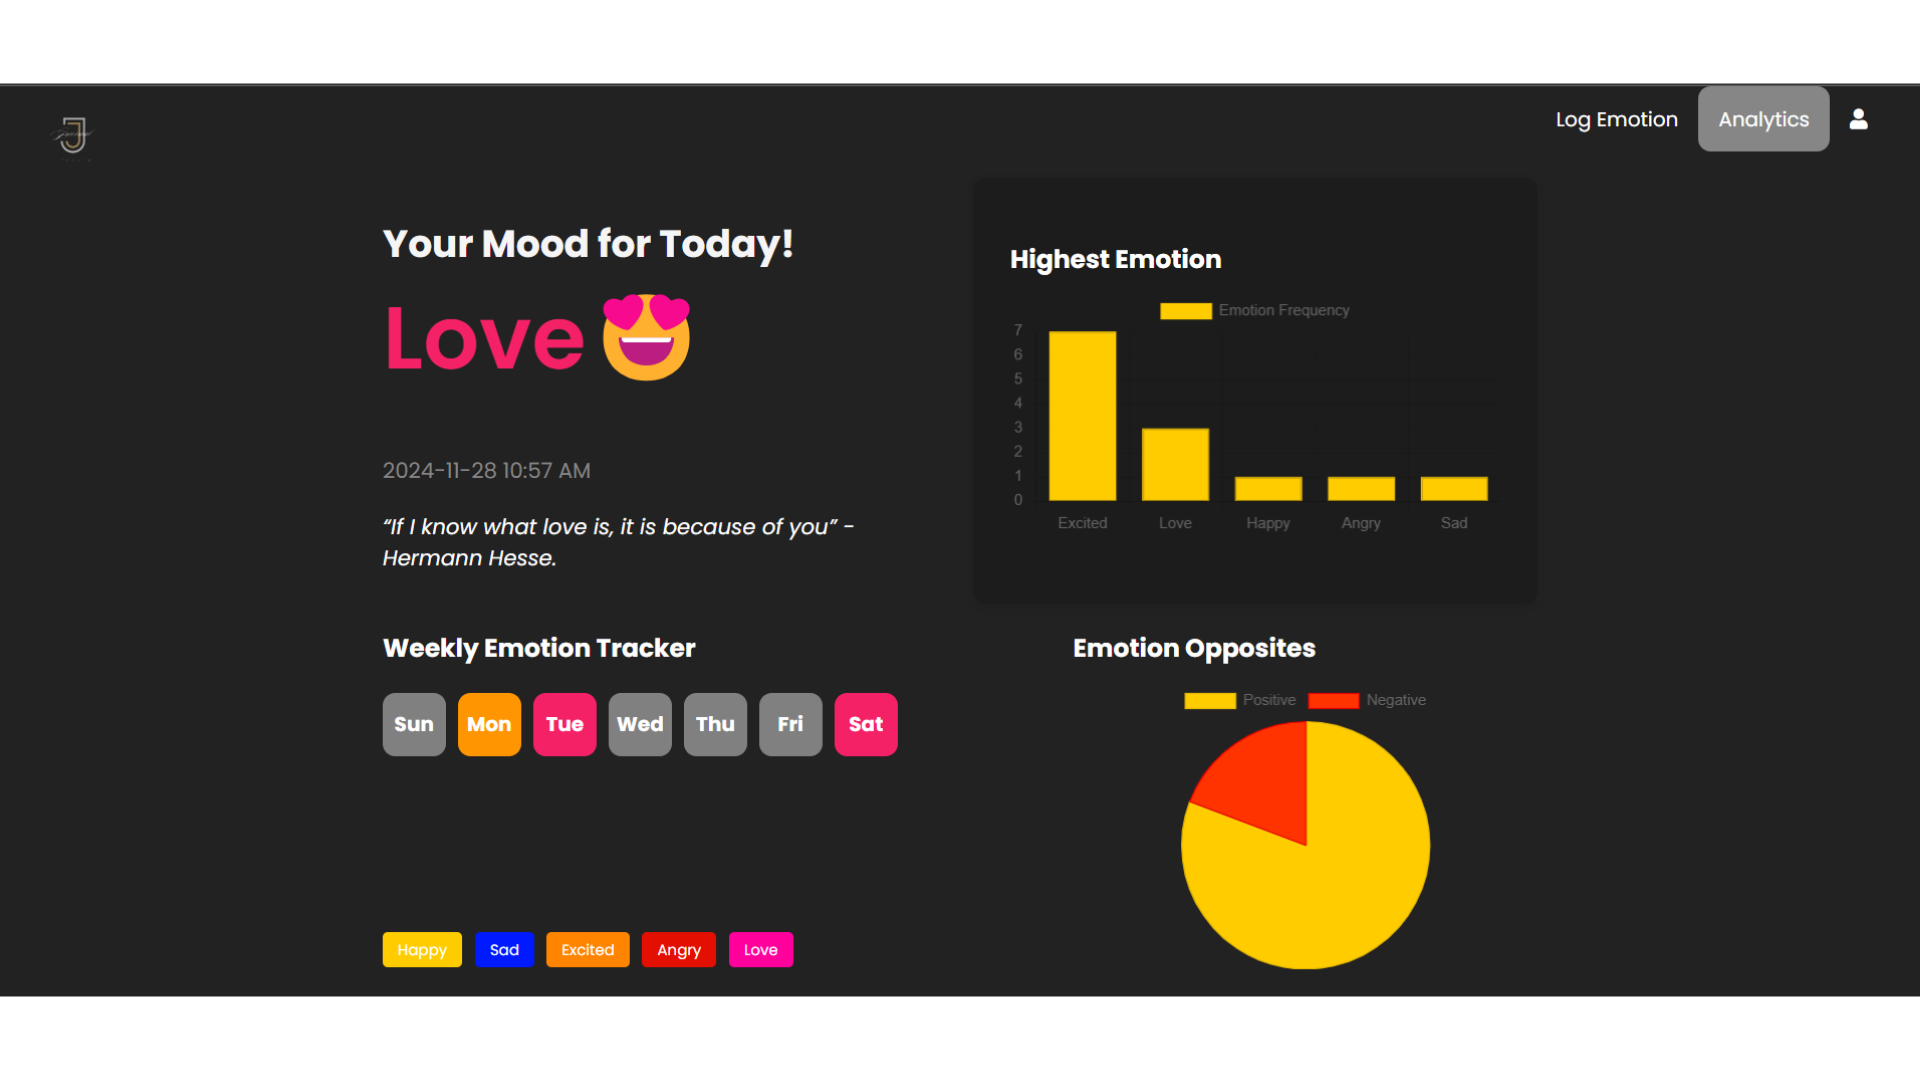 Log Emotion
Analytics
Your Mood for Today!
Love
2024-11-28 10:57 AM
“If I know what love is, it is because of you” -
Hermann Hesse.
Highest Emotion
Emotion Frequency
7
6
5
4
3
2
1
0
Excited Love Happy Angry Sad
Weekly Emotion Tracker
Sun Mon Tue Wed Thu Fri Sat
Happy Sad Excited Angry Love
Emotion Opposites
Positive Negative